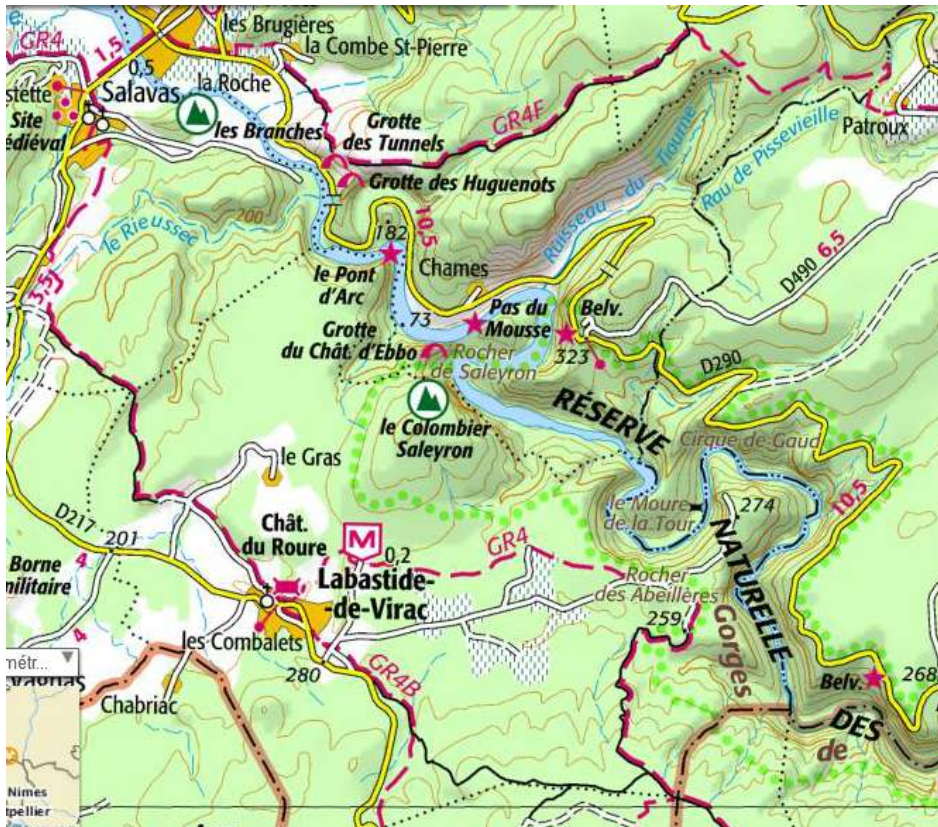 les Brugières
GR4
1,5
la Combe St-Pierre
0,5
la Roche
Salavas
GR4F
Site
les Branches
Grotte
des Tunnels
Patroux
Ruisseau du Tiourre
Rau de Pissevieille
Grotte des Huguenots
200
le Rieussec
10,5
182
6,5
D490
Chames
le Pont
d'Arc
3,5
73
Pas du
Mousse
Belv.
Grotte
du Chât. d'Ebbo
Rocher
de Saleyron
323
D290
RÉSERVE
le Colombier
Saleyron
Cirque de Gaud
le Gras
le Moure
de la Tour
274
10,5
D217
201
Chât.
du Roure
M
0,2
GR4
NATURELLE
Borne
4
Labastide-
-de-Virac
Rocher
des Abeillères
259
Gorges
4
les Combalets
métr...
280
GR4B
Belv.
268
Chabriac
DES
de
Nimes